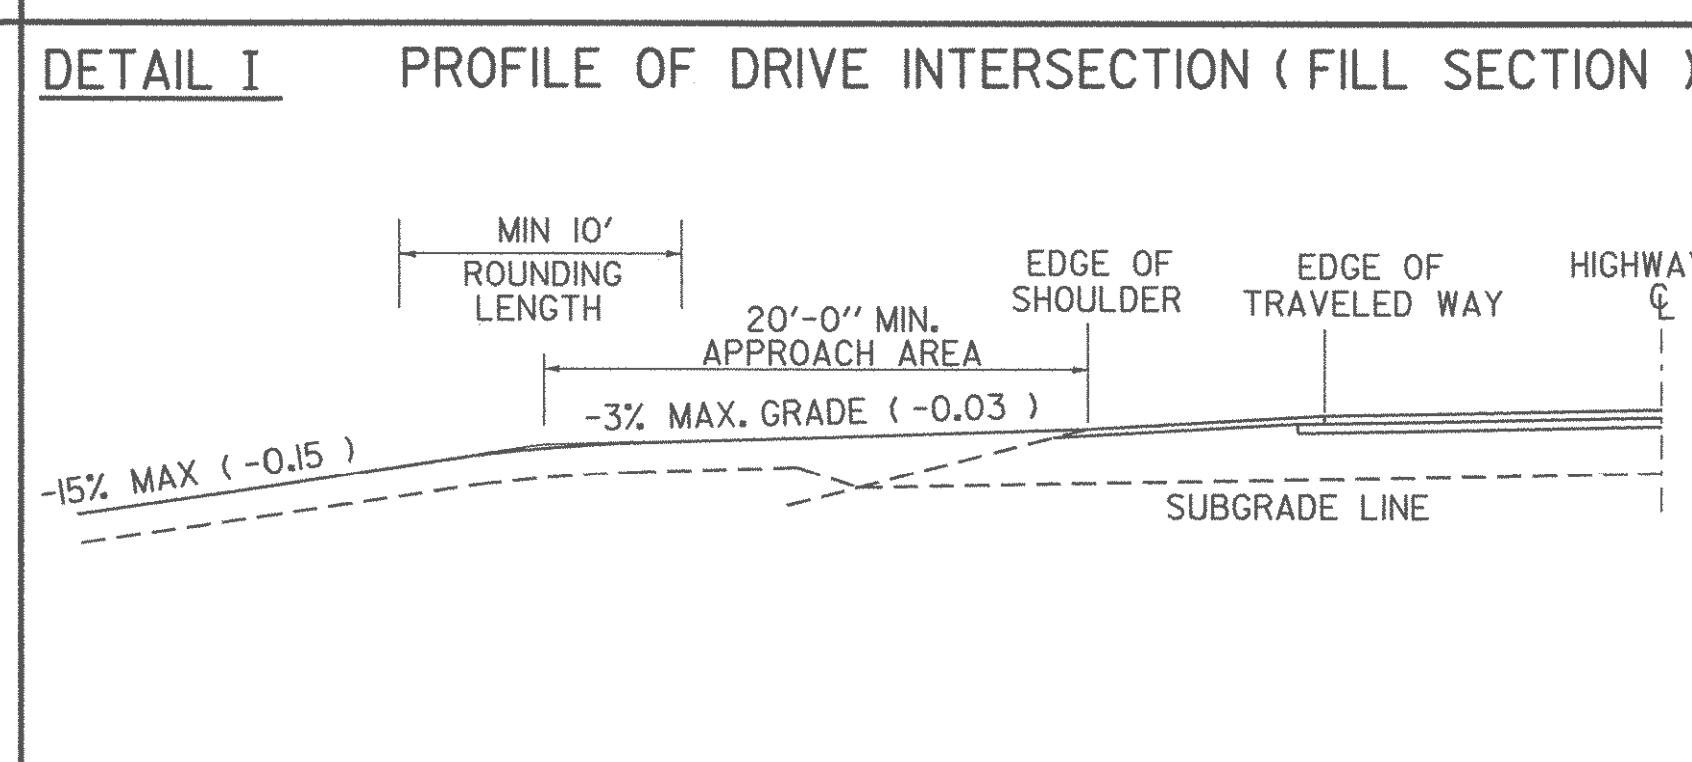 DETAIL I PROFILE OF DRIVE INTERSECTION ( FILL SECTION )
MIN 10'
ROUNDING
LENGTH
20'-0" MIN.
APPROACH AREA
EDGE OF
SHOULDER
EDGE OF
TRAVELED WAY
HIGHWAY
℄
-3% MAX. GRADE ( -0.03 )
-15% MAX ( -0.15 )
SUBGRADE LINE